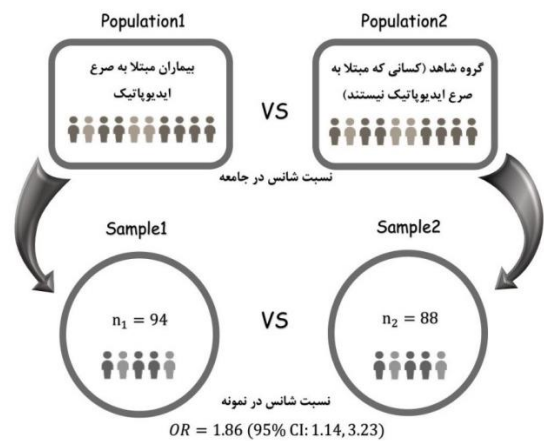 Population1
Population2
بیماران مبتلا به صرع
ایدیوپاتیک
VS
گروه شاهد (کسانی که مبتلا به
صرع ایدیوپاتیک نیستند)
نسبت شانس در جامعه
Sample1
Sample2
n₁ = 94
VS
n₂ = 88
نسبت شانس در نمونه
OR = 1.86 (95% CI: 1.14, 3.23)